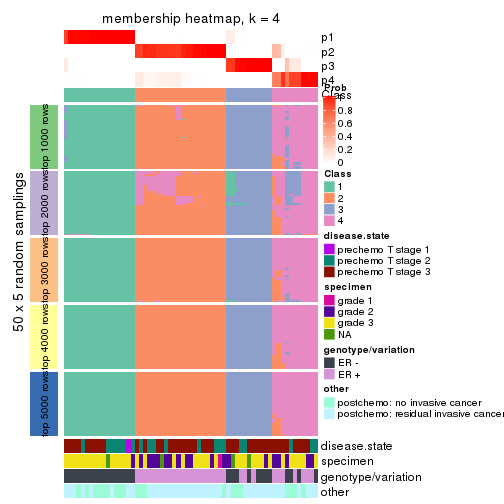 membership heatmap, k = 4
p1
p2
p3
p4
Class
50 x 5 random samplings
top 1000 rows
top 2000 rows
top 3000 rows
top 4000 rows
top 5000 rows
Prob
1
0.8
0.6
0.4
0.2
0
Class
1
2
3
4
disease.state
prechemo T stage 1
prechemo T stage 2
prechemo T stage 3
specimen
grade 1
grade 2
grade 3
NA
genotype/variation
ER -
ER +
other
postchemo: no invasive cancer
postchemo: residual invasive cancer
disease.state
specimen
genotype/variation
other